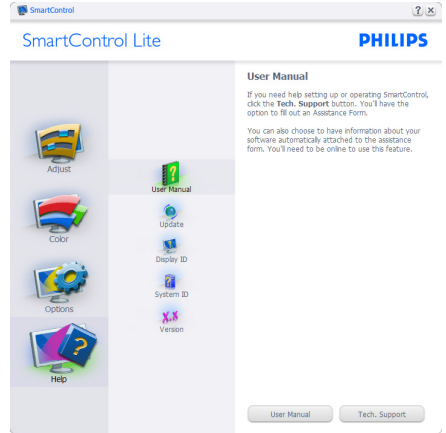 SmartControl
SmartControl Lite
PHILIPS
Adjust
Color
Options
Help
User Manual
Update
Display ID
System ID
X.X
Version
User Manual
If you need help setting up or operating SmartControl,
click the Tech. Support button. You'll have the
option to fill out an Assistance Form.
You can also choose to have information about your
software automatically attached to the assistance
form. You'll need to be online to use this feature.
User Manual
Tech. Support